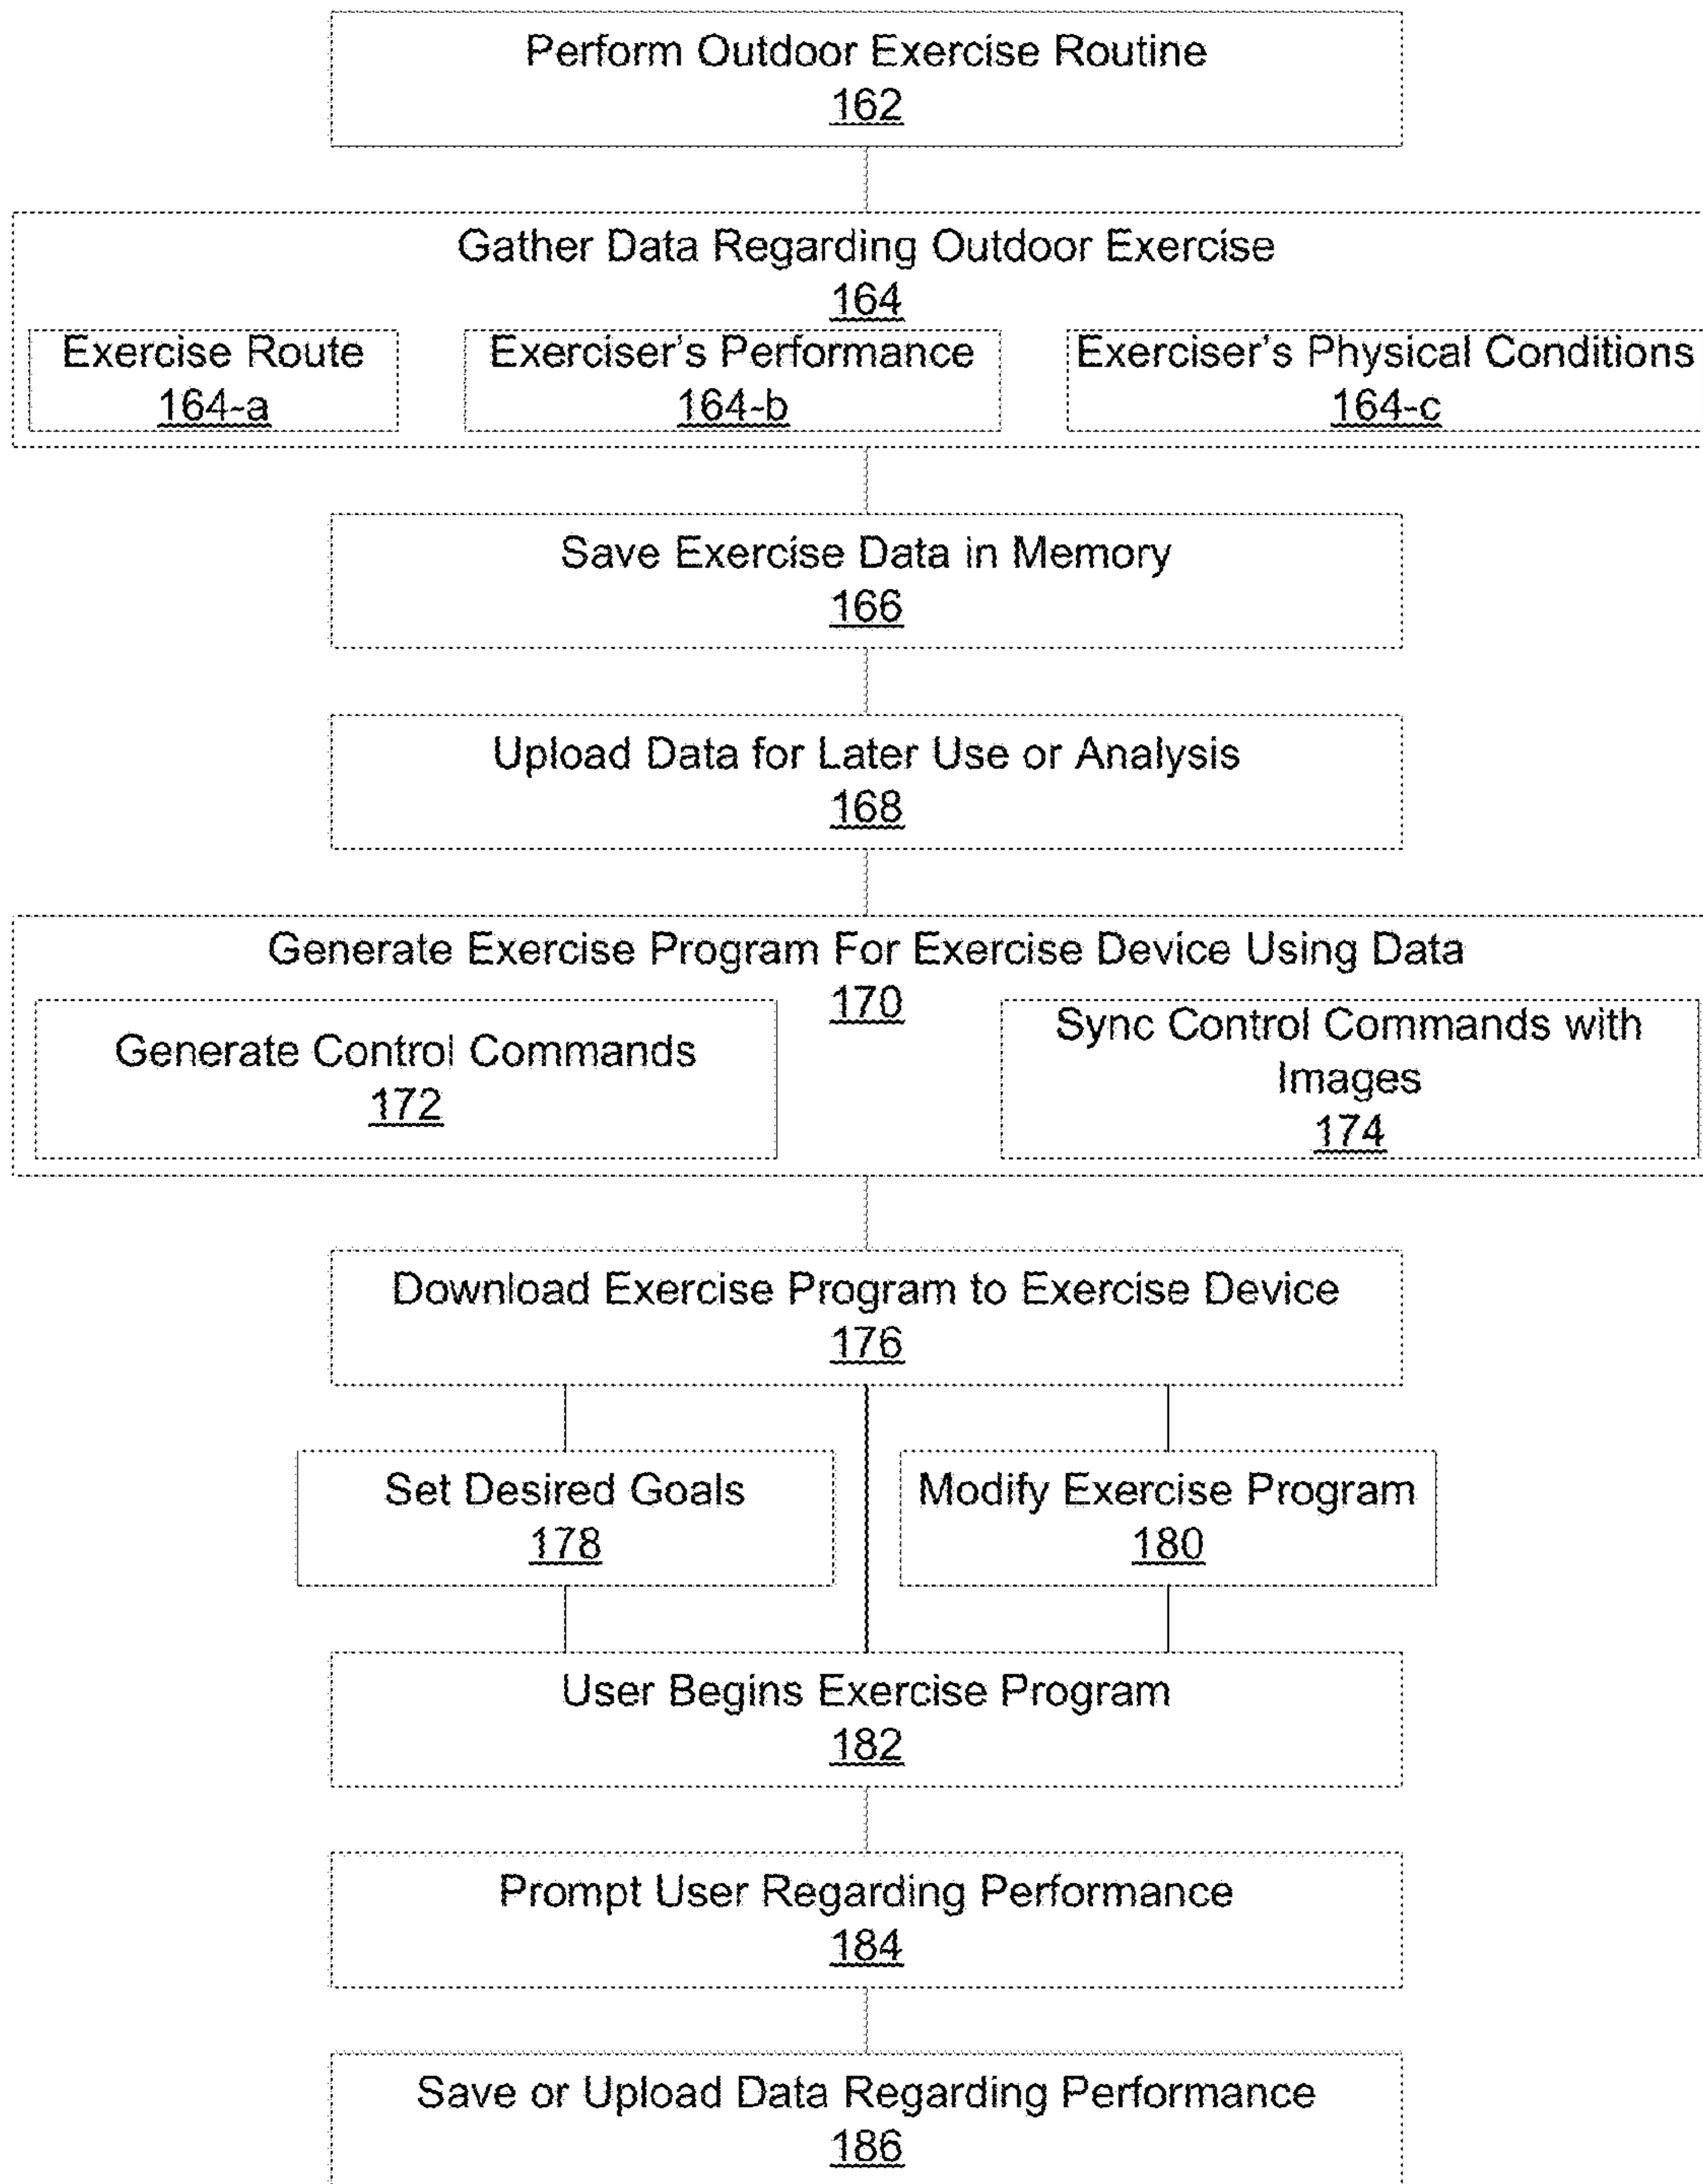 Perform Outdoor Exercise Routine
162
Gather Data Regarding Outdoor Exercise
164
Exercise Route
164-a
Exerciser's Performance
164-b
Exerciser's Physical Conditions
164-c
Save Exercise Data in Memory
166
Upload Data for Later Use or Analysis
168
Generate Exercise Program For Exercise Device Using Data
170
Generate Control Commands
172
Sync Control Commands with
Images
174
Download Exercise Program to Exercise Device
176
Set Desired Goals
178
Modify Exercise Program
180
User Begins Exercise Program
182
Prompt User Regarding Performance
184
Save or Upload Data Regarding Performance
186